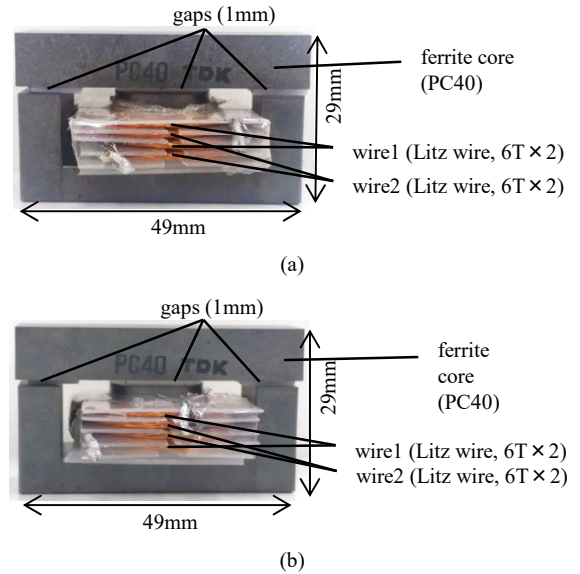 gaps (1mm)
PC40 TDK
ferrite core
(PC40)
29mm
wire1 (Litz wire, 6T×2)
wire2 (Litz wire, 6T×2)
49mm
(a)
gaps (1mm)
PC40 TDK
ferrite
core
(PC40)
29mm
wire1 (Litz wire, 6T×2)
wire2 (Litz wire, 6T×2)
49mm
(b)